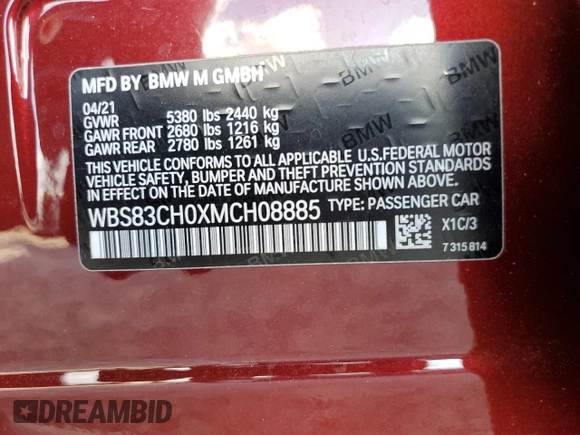 MFD BY BMW M GMBH
04/21
GVWR 5380 lbs 2440 kg
GAWR FRONT 2680 lbs 1216 kg
GAWR REAR 2780 lbs 1261 kg
THIS VEHICLE CONFORMS TO ALL APPLICABLE U.S.FEDERAL MOTOR
VEHICLE SAFETY, BUMPER AND THEFT PREVENTION STANDARDS
IN EFFECT ON THE DATE OF MANUFACTURE SHOWN ABOVE.
WBS83CH0XMCH08885 TYPE: PASSENGER CAR
X1C/3
7 315 814
DREAMBID